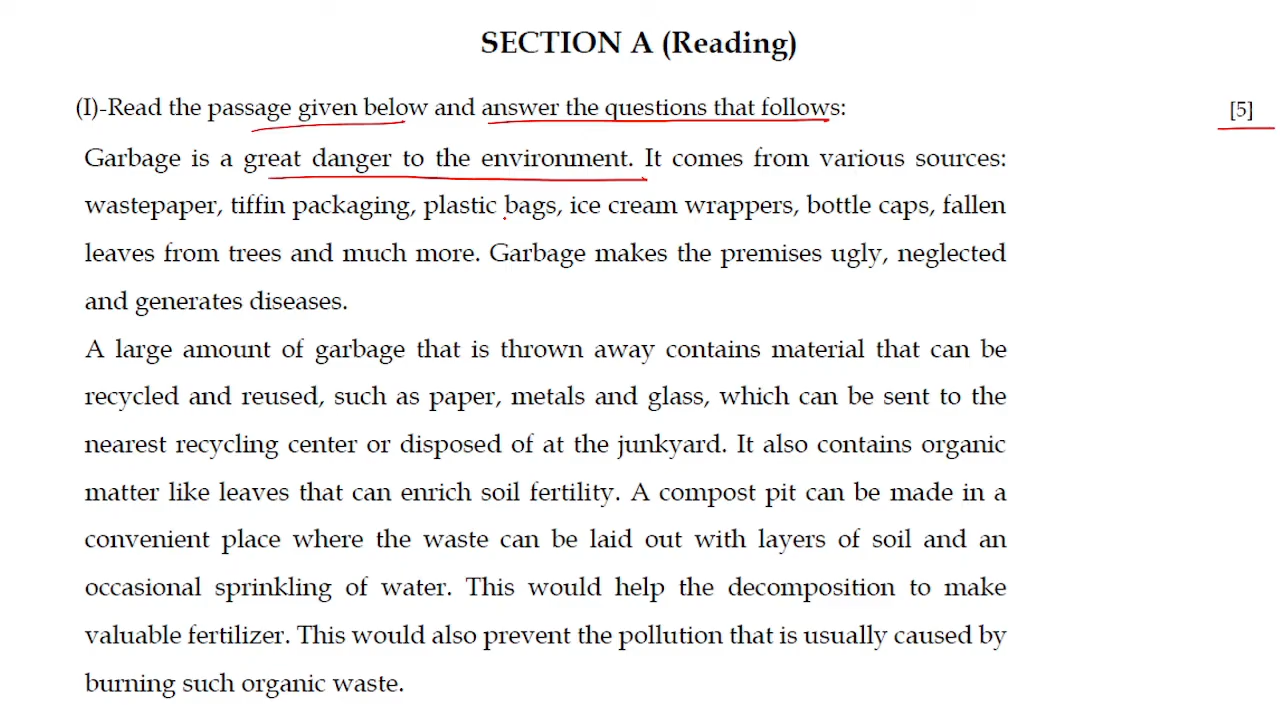 SECTION A (Reading)
(I)-Read the passage given below and answer the questions that follows: [5]
Garbage is a great danger to the environment. It comes from various sources:
wastepaper, tiffin packaging, plastic bags, ice cream wrappers, bottle caps, fallen
leaves from trees and much more. Garbage makes the premises ugly, neglected
and generates diseases.
A large amount of garbage that is thrown away contains material that can be
recycled and reused, such as paper, metals and glass, which can be sent to the
nearest recycling center or disposed of at the junkyard. It also contains organic
matter like leaves that can enrich soil fertility. A compost pit can be made in a
convenient place where the waste can be laid out with layers of soil and an
occasional sprinkling of water. This would help the decomposition to make
valuable fertilizer. This would also prevent the pollution that is usually caused by
burning such organic waste.